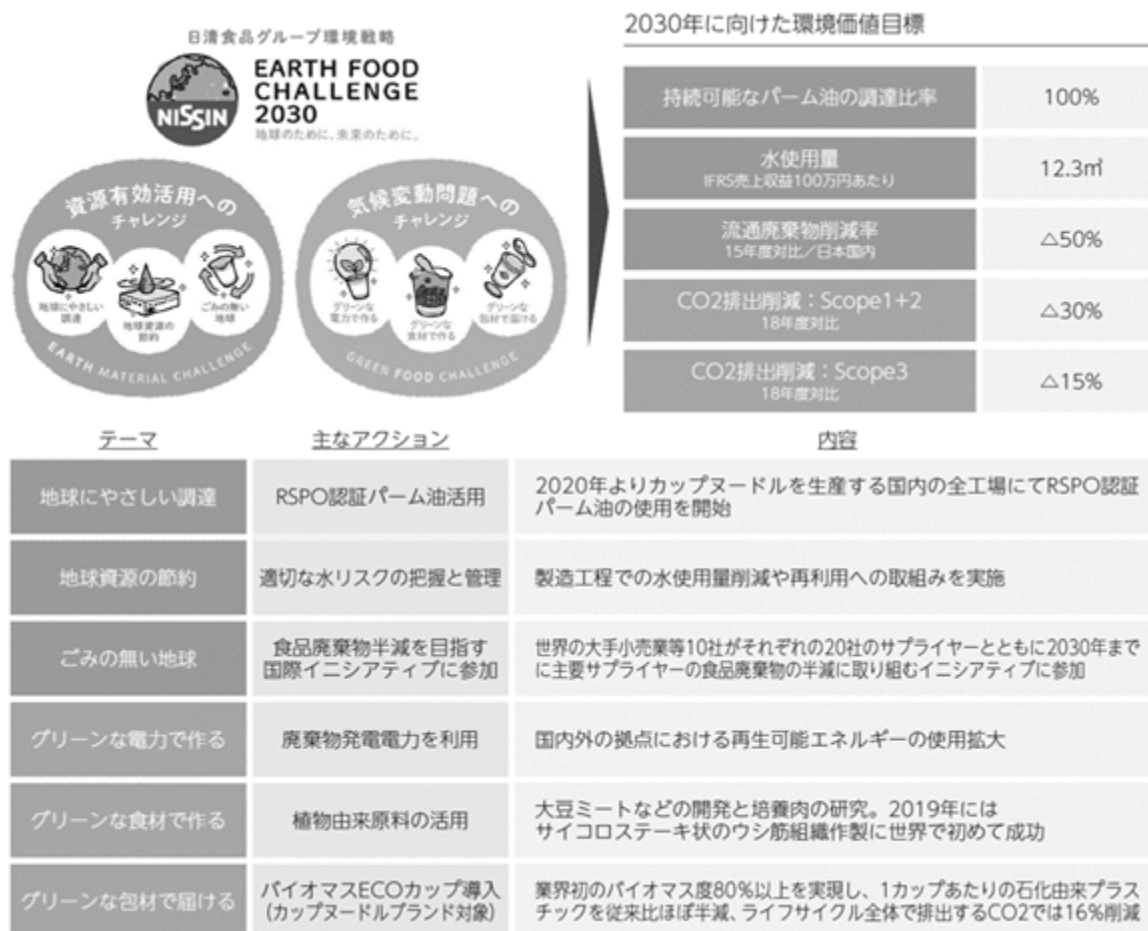 日清食品グループ環境戦略
NISSIN
EARTH FOOD
CHALLENGE
2030
地球のために、未来のために。
資源有効活用への
チャレンジ
地球にやさしい
調達
地球資源の
節約
ごみの無い
地球
EARTH MATERIAL CHALLENGE
気候変動問題への
チャレンジ
グリーンな
電力で作る
グリーンな
食材で作る
グリーンな
包材で届ける
GREEN FOOD CHALLENGE
2030年に向けた環境価値目標
持続可能なパーム油の調達比率 100%
水使用量
IFRS売上収益100万円あたり
12.3㎥
流通廃棄物削減率
15年度対比/日本国内
△50%
CO2排出削減:Scope1+2
18年度対比
△30%
CO2排出削減:Scope3
18年度対比
△15%
テーマ 主なアクション 内容
地球にやさしい調達
RSPO認証パーム油活用
2020年よりカップヌードルを生産する国内の全工場にてRSPO認証
パーム油の使用を開始
地球資源の節約
適切な水リスクの把握と管理
製造工程での水使用量削減や再利用への取組みを実施
ごみの無い地球
食品廃棄物半減を目指す
国際イニシアティブに参加
世界の大手小売業等10社がそれぞれの20社のサプライヤーとともに2030年まで
に主要サプライヤーの食品廃棄物の半減に取り組むイニシアティブに参加
グリーンな電力で作る
廃棄物発電電力を利用
国内外の拠点における再生可能エネルギーの使用拡大
グリーンな食材で作る
植物由来原料の活用
大豆ミートなどの開発と培養肉の研究。2019年には
サイコロステーキ状のウシ筋組織作製に世界で初めて成功
グリーンな包材で届ける
バイオマスECOカップ導入
(カップヌードルブランド対象)
業界初のバイオマス度80%以上を実現し、1カップあたりの石化由来プラス
チックを従来比ほぼ半減、ライフサイクル全体で排出するCO2では16%削減